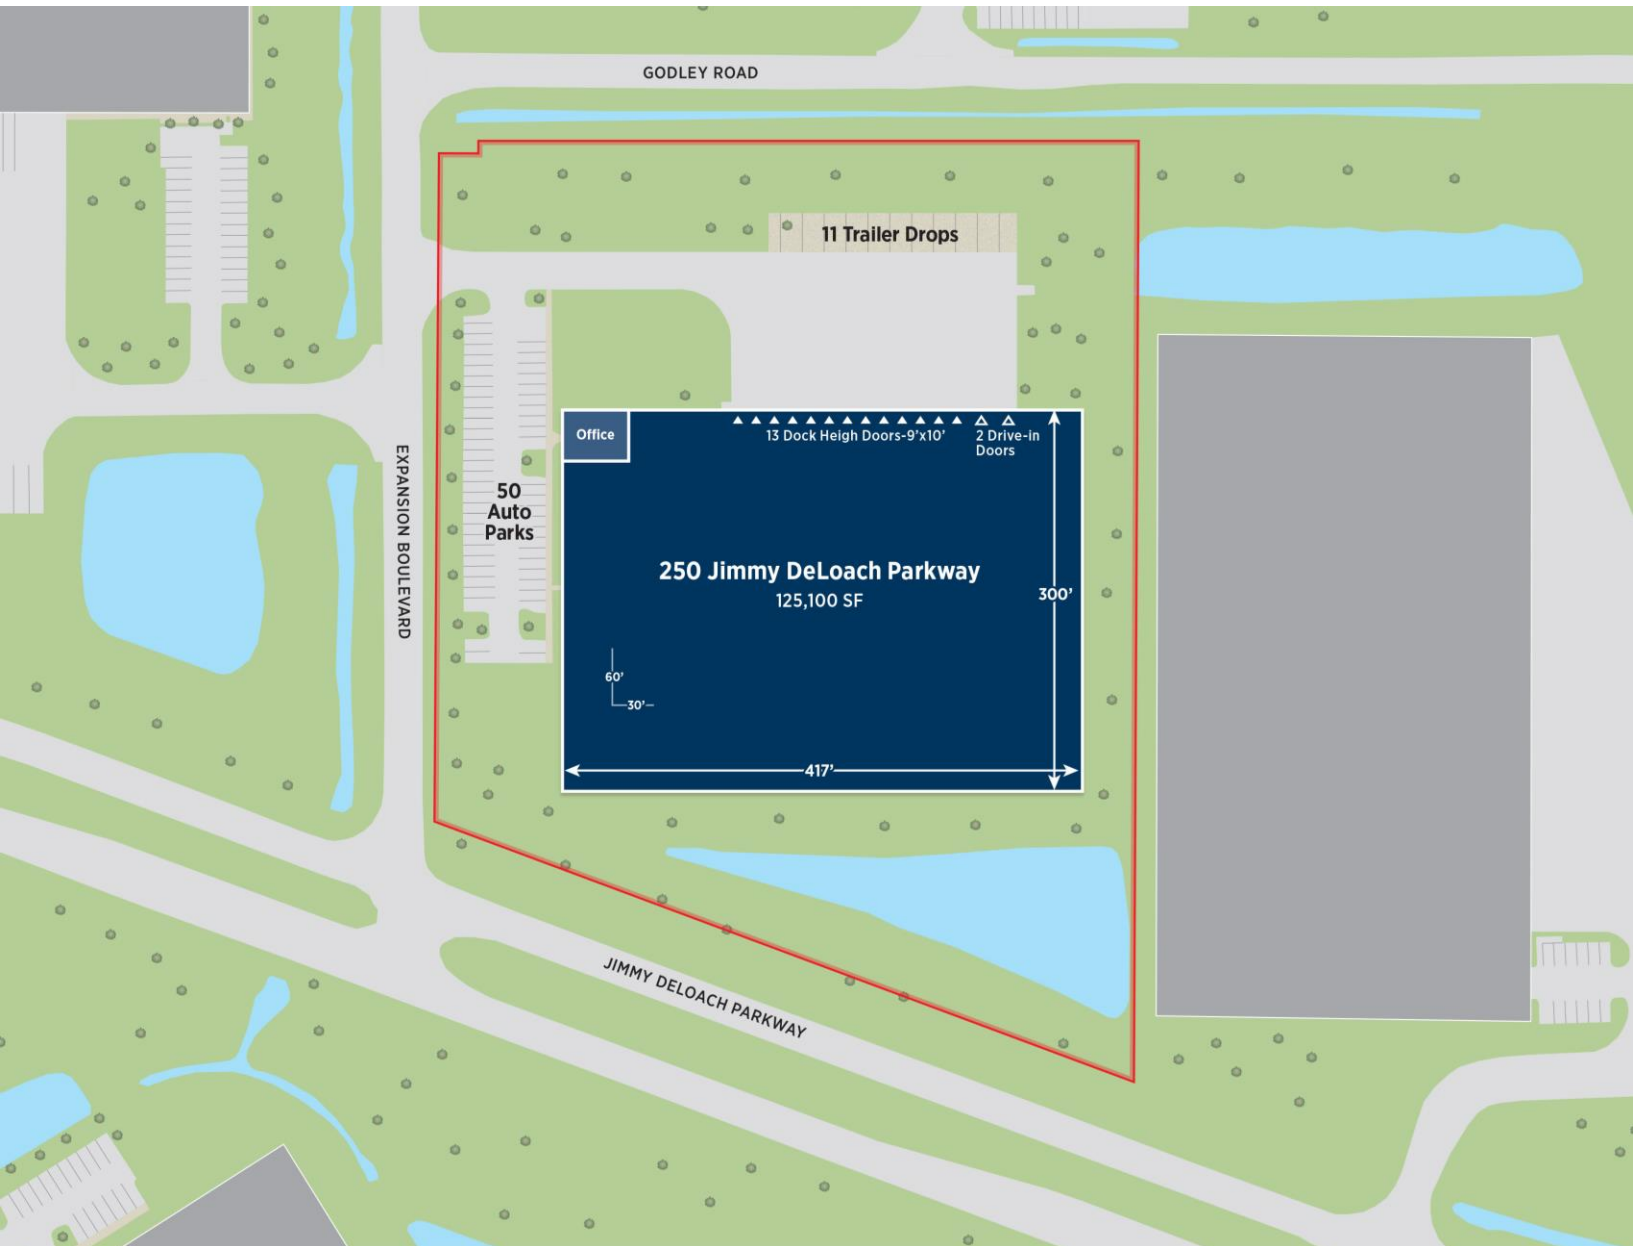 GODLEY ROAD
11 Trailer Drops
Office
13 Dock Heigh Doors-9'x10'
2 Drive-in
Doors
EXPANSION BOULEVARD
50
Auto
Parks
250 Jimmy DeLoach Parkway
125,100 SF
300'
60'
30'
417'
JIMMY DELOACH PARKWAY